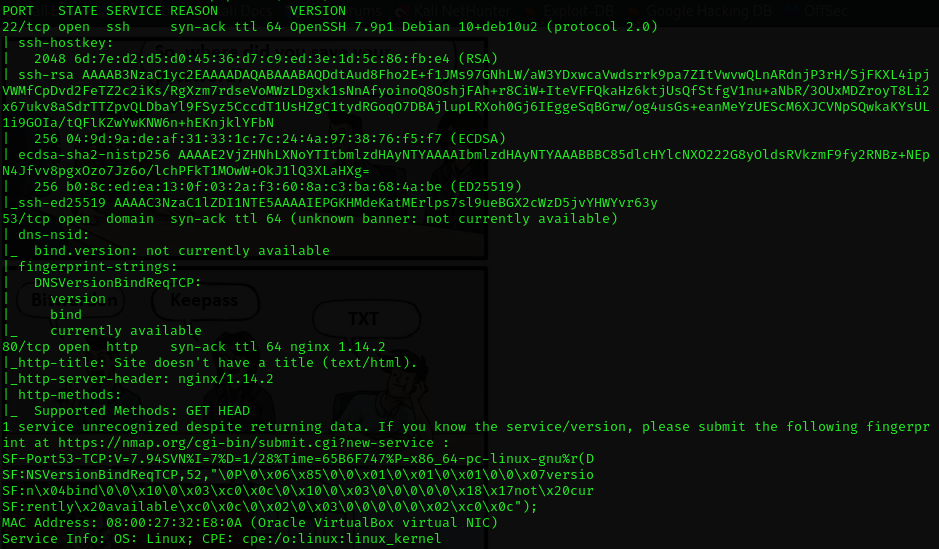 PORT   STATE SERVICE REASON         VERSION
22/tcp open  ssh     syn-ack ttl 64 OpenSSH 7.9p1 Debian 10+deb10u2 (protocol 2.0)
| ssh-hostkey:
|   2048 6d:7e:d2:d5:d0:45:36:d7:c9:ed:3e:1d:5c:86:fb:e4 (RSA)
| ssh-rsa AAAAB3NzaC1yc2EAAAADAQABAAABAQDdtAud8Fho2E+f1JMs97GNhLW/aW3YDxwcaVwdsrrk9pa7ZItVwvwQLnARdnjP3rH/SjFKXL4ipj
VWMfCpDvd2FeTZ2c2iKs/RgXzm7rdseVoMWzLDgxk1sNnAfyoinoQ8OshjFAh+r8CiW+IteVFFQkaHz6ktjUsQfStfgV1nu+aNbR/3OUxMDZroyT8Li2
x67ukv8aSdrTTZpvQLDbaYl9FSyz5CccdT1UsHZgC1tydRGoqO7DBAjlupLRXoh0Gj6IEggeSqBGrw/og4usGs+eanMeYzUEScM6XJCVNpSQwkaKYsUL
1i9GOIa/tQFlKZwYwKNW6n+hEKnjklYFbN
|   256 04:9d:9a:de:af:31:33:1c:7c:24:4a:97:38:76:f5:f7 (ECDSA)
| ecdsa-sha2-nistp256 AAAAE2VjZHNhLXNoYTItbmlzdHAyNTYAAAAIbmlzdHAyNTYAAABBBC85dlcHYlcNXO222G8yOldsRVkzmF9fy2RNBz+NEp
N4Jfvv8pgxOzo7Jz6o/lchPFkT1MOwW+OkJ1lQ3XLaHXg=
|   256 b0:8c:ed:ea:13:0f:03:2a:f3:60:8a:c3:ba:68:4a:be (ED25519)
|_ssh-ed25519 AAAAC3NzaC1lZDI1NTE5AAAAIEPGKHMdeKatMErlps7sl9ueBGX2cWzD5jvYHWYvr63y
53/tcp open  domain  syn-ack ttl 64 (unknown banner: not currently available)
| dns-nsid:
|_  bind.version: not currently available
| fingerprint-strings:
|   DNSVersionBindReqTCP:
|     version
|     bind
|_    currently available
80/tcp open  http    syn-ack ttl 64 nginx 1.14.2
|_http-title: Site doesn't have a title (text/html).
|_http-server-header: nginx/1.14.2
| http-methods:
|_  Supported Methods: GET HEAD
1 service unrecognized despite returning data. If you know the service/version, please submit the following fingerpr
int at https://nmap.org/cgi-bin/submit.cgi?new-service :
SF-Port53-TCP:V=7.94SVN%I=7%D=1/28%Time=65B6F747%P=x86_64-pc-linux-gnu%r(D
SF:NSVersionBindReqTCP,52,"\0P\0\x06\x85\0\0\x01\0\x01\0\x01\0\0\x07versio
SF:n\x04bind\0\0\x10\0\x03\xc0\x0c\0\x10\0\x03\0\0\0\0\0\x18\x17not\x20cur
SF:rently\x20available\xc0\x0c\0\x02\0\x03\0\0\0\0\0\x02\xc0\x0c");
MAC Address: 08:00:27:32:E8:0A (Oracle VirtualBox virtual NIC)
Service Info: OS: Linux; CPE: cpe:/o:linux:linux_kernel
Keepass
TXT